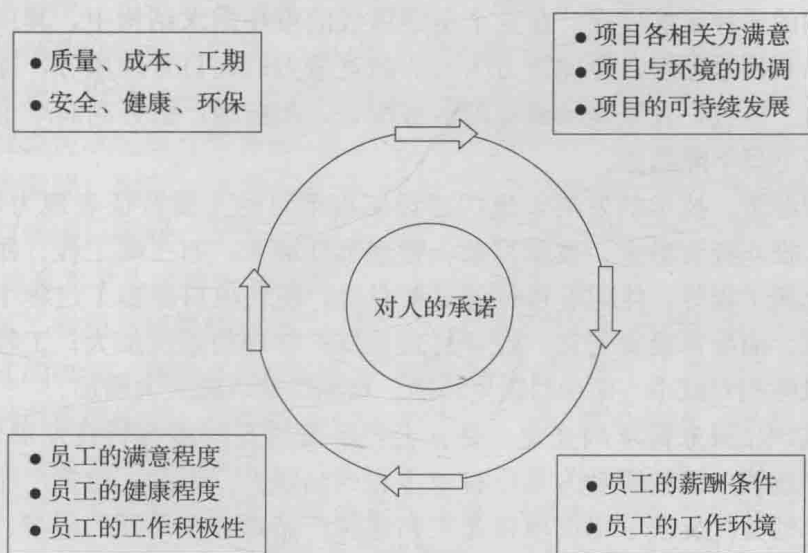 ● 质量、成本、工期
● 安全、健康、环保
● 项目各相关方满意
● 项目与环境的协调
● 项目的可持续发展
对人的承诺
● 员工的满意程度
● 员工的健康程度
● 员工的工作积极性
● 员工的薪酬条件
● 员工的工作环境